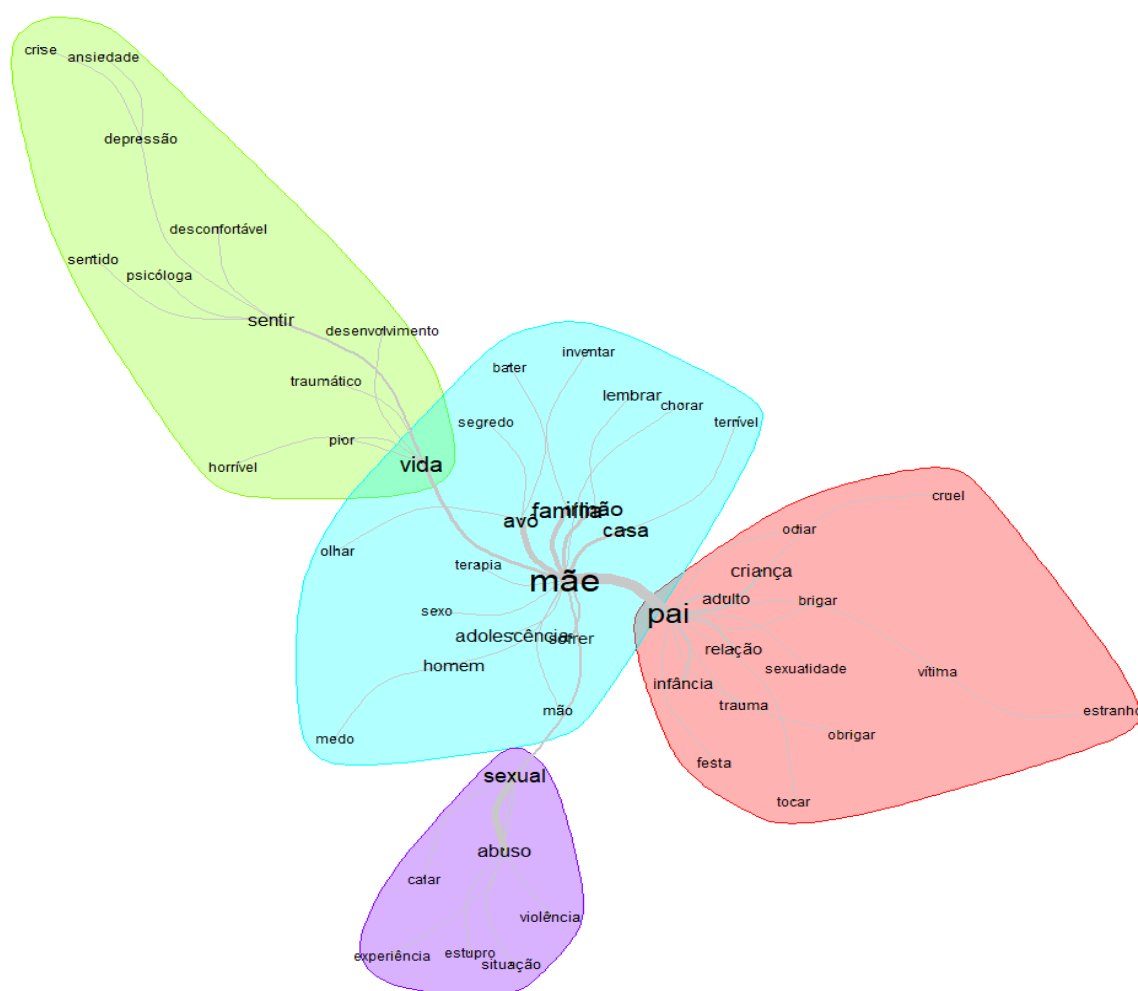 crise
ansiedade
depressão
desconfortável
sentido
psicóloga
sentir
desenvolvimento
traumático
pior
horrível
vida
inventar
bater
lembrar
chorar
segredo
terrível
família
irmão
avo
casa
olhar
terapia
mãe
sexo
adolescência
sofrer
homem
mão
medo
cruel
odiar
criança
adulto
brigar
pai
relação
sexualidade
vítima
infância
trauma
estranho
obrigar
festa
tocar
sexual
abuso
calar
violência
experiência
estupro
situação